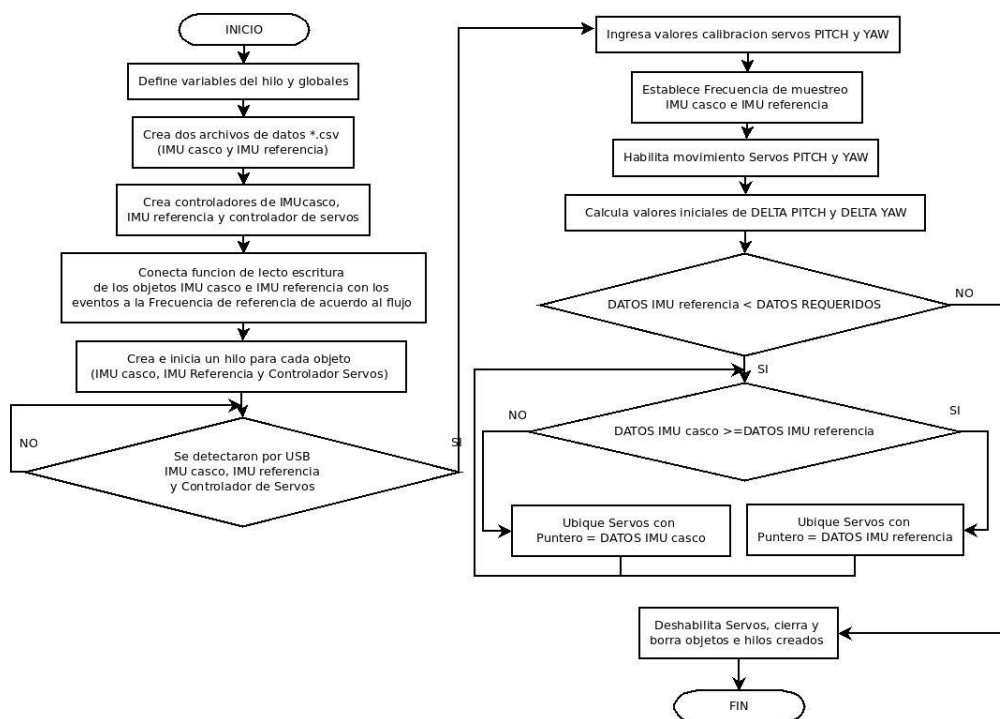 INICIO
Define variables del hilo y globales
Crea dos archivos de datos *.csv
(IMU casco y IMU referencia)
Crea controladores de IMUcasco,
IMU referencia y controlador de servos
Conecta funcion de lecto escritura
de los objetos IMU casco e IMU referencia con los
eventos a la Frecuencia de referencia de acuerdo al flujo
Crea e inicia un hilo para cada objeto
(IMU casco, IMU Referencia y Controlador Servos)
NO
SI
Se detectaron por USB
IMU casco, IMU referencia
y Controlador de Servos
Ingresa valores calibracion servos PITCH y YAW
Establece Frecuencia de muestreo
IMU casco e IMU referencia
Habilita movimiento Servos PITCH y YAW
Calcula valores iniciales de DELTA PITCH y DELTA YAW
NO
DATOS IMU referencia < DATOS REQUERIDOS
SI
NO
SI
DATOS IMU casco >=DATOS IMU referencia
Ubique Servos con
Puntero = DATOS IMU casco
Ubique Servos con
Puntero = DATOS IMU referencia
Deshabilita Servos, cierra y
borra objetos e hilos creados
FIN